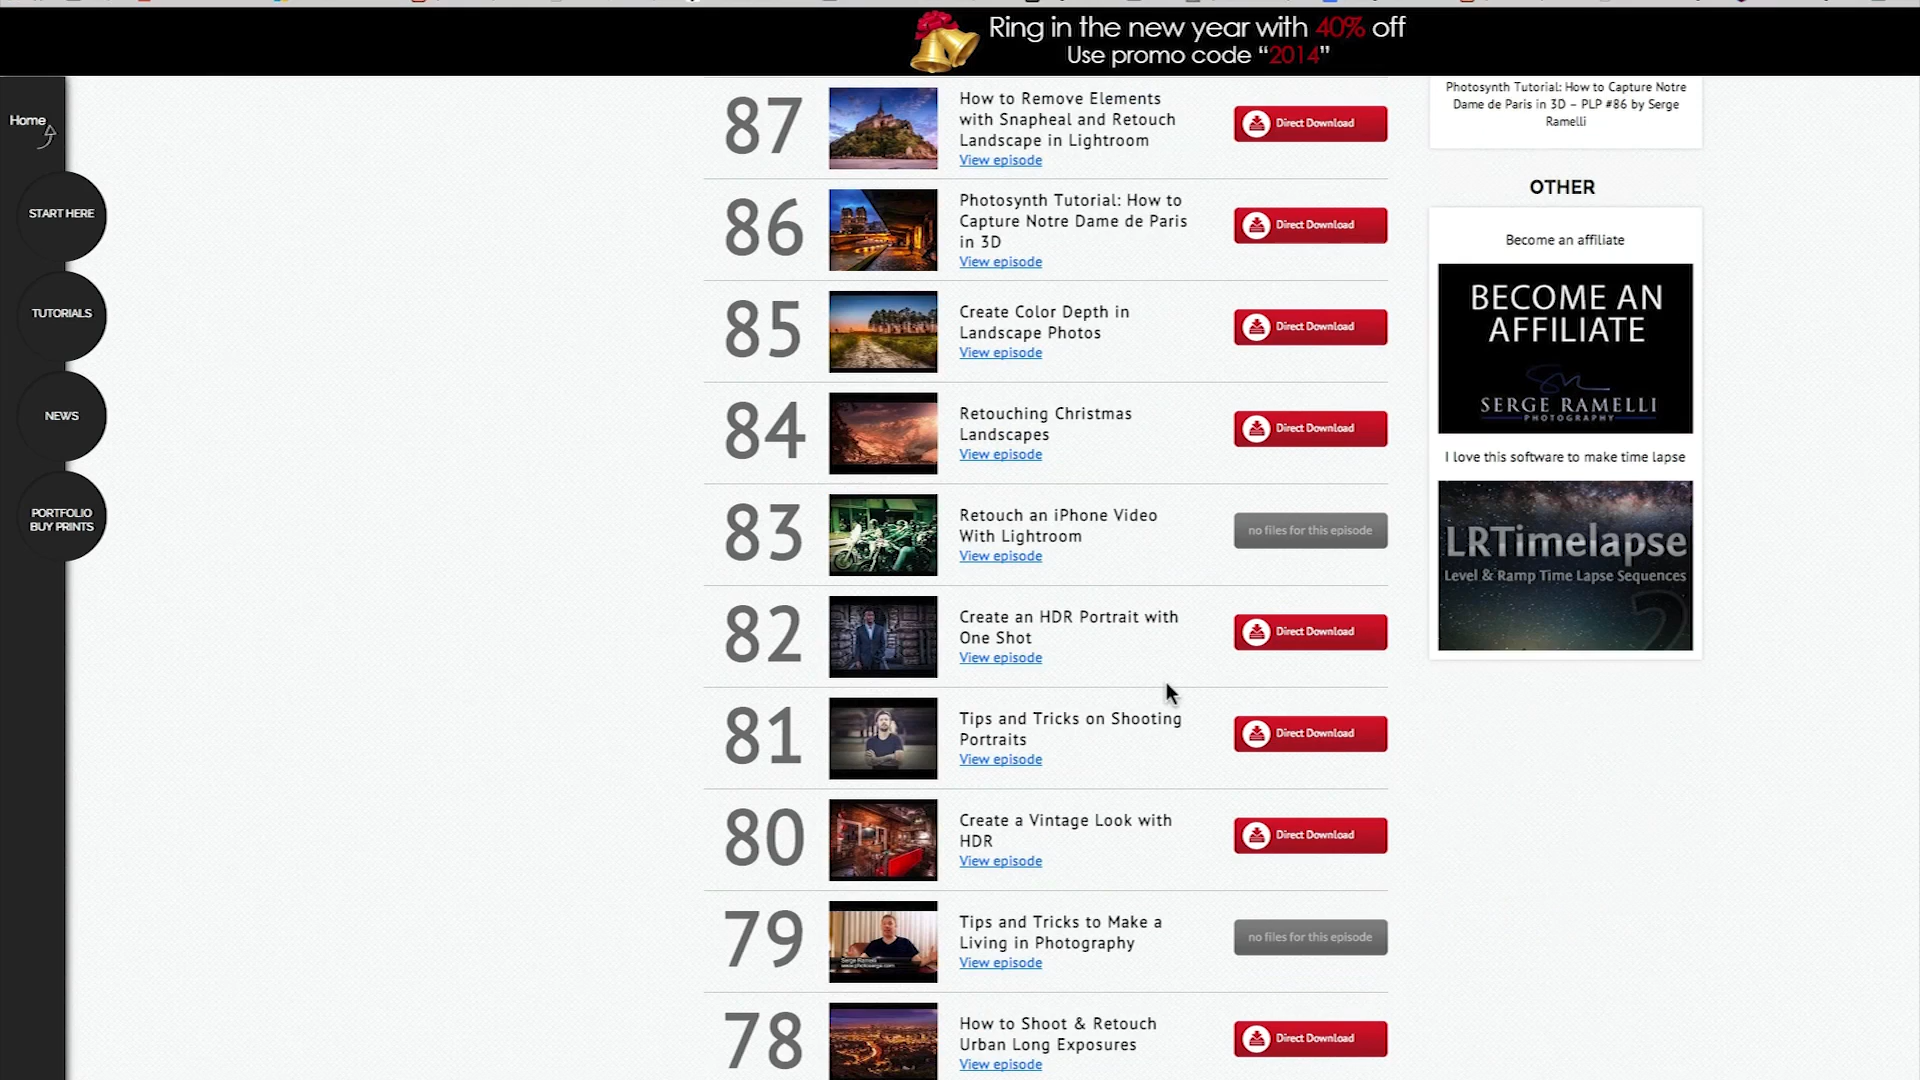 Ring in the new year with 40% off
Use promo code “2014”
Home
START HERE
TUTORIALS
NEWS
PORTFOLIO
BUY PRINTS
87
How to Remove Elements
with Snapheal and Retouch
Landscape in Lightroom
View episode
Direct Download
86
Photosynth Tutorial: How to
Capture Notre Dame de Paris
in 3D
View episode
Direct Download
85
Create Color Depth in
Landscape Photos
View episode
Direct Download
84
Retouching Christmas
Landscapes
View episode
Direct Download
83
Retouch an iPhone Video
With Lightroom
View episode
no files for this episode
82
Create an HDR Portrait with
One Shot
View episode
Direct Download
81
Tips and Tricks on Shooting
Portraits
View episode
Direct Download
80
Create a Vintage Look with
HDR
View episode
Direct Download
79
Serge Ramelli
www.photoserge.com
Tips and Tricks to Make a
Living in Photography
View episode
no files for this episode
78
How to Shoot & Retouch
Urban Long Exposures
View episode
Direct Download
Photosynth Tutorial: How to Capture Notre
Dame de Paris in 3D – PLP #86 by Serge
Ramelli
OTHER
Become an affiliate
BECOME AN
AFFILIATE
SERGE RAMELLI
PHOTOGRAPHY
I love this software to make time lapse
LRTimelapse
Level & Ramp Time Lapse Sequences
2